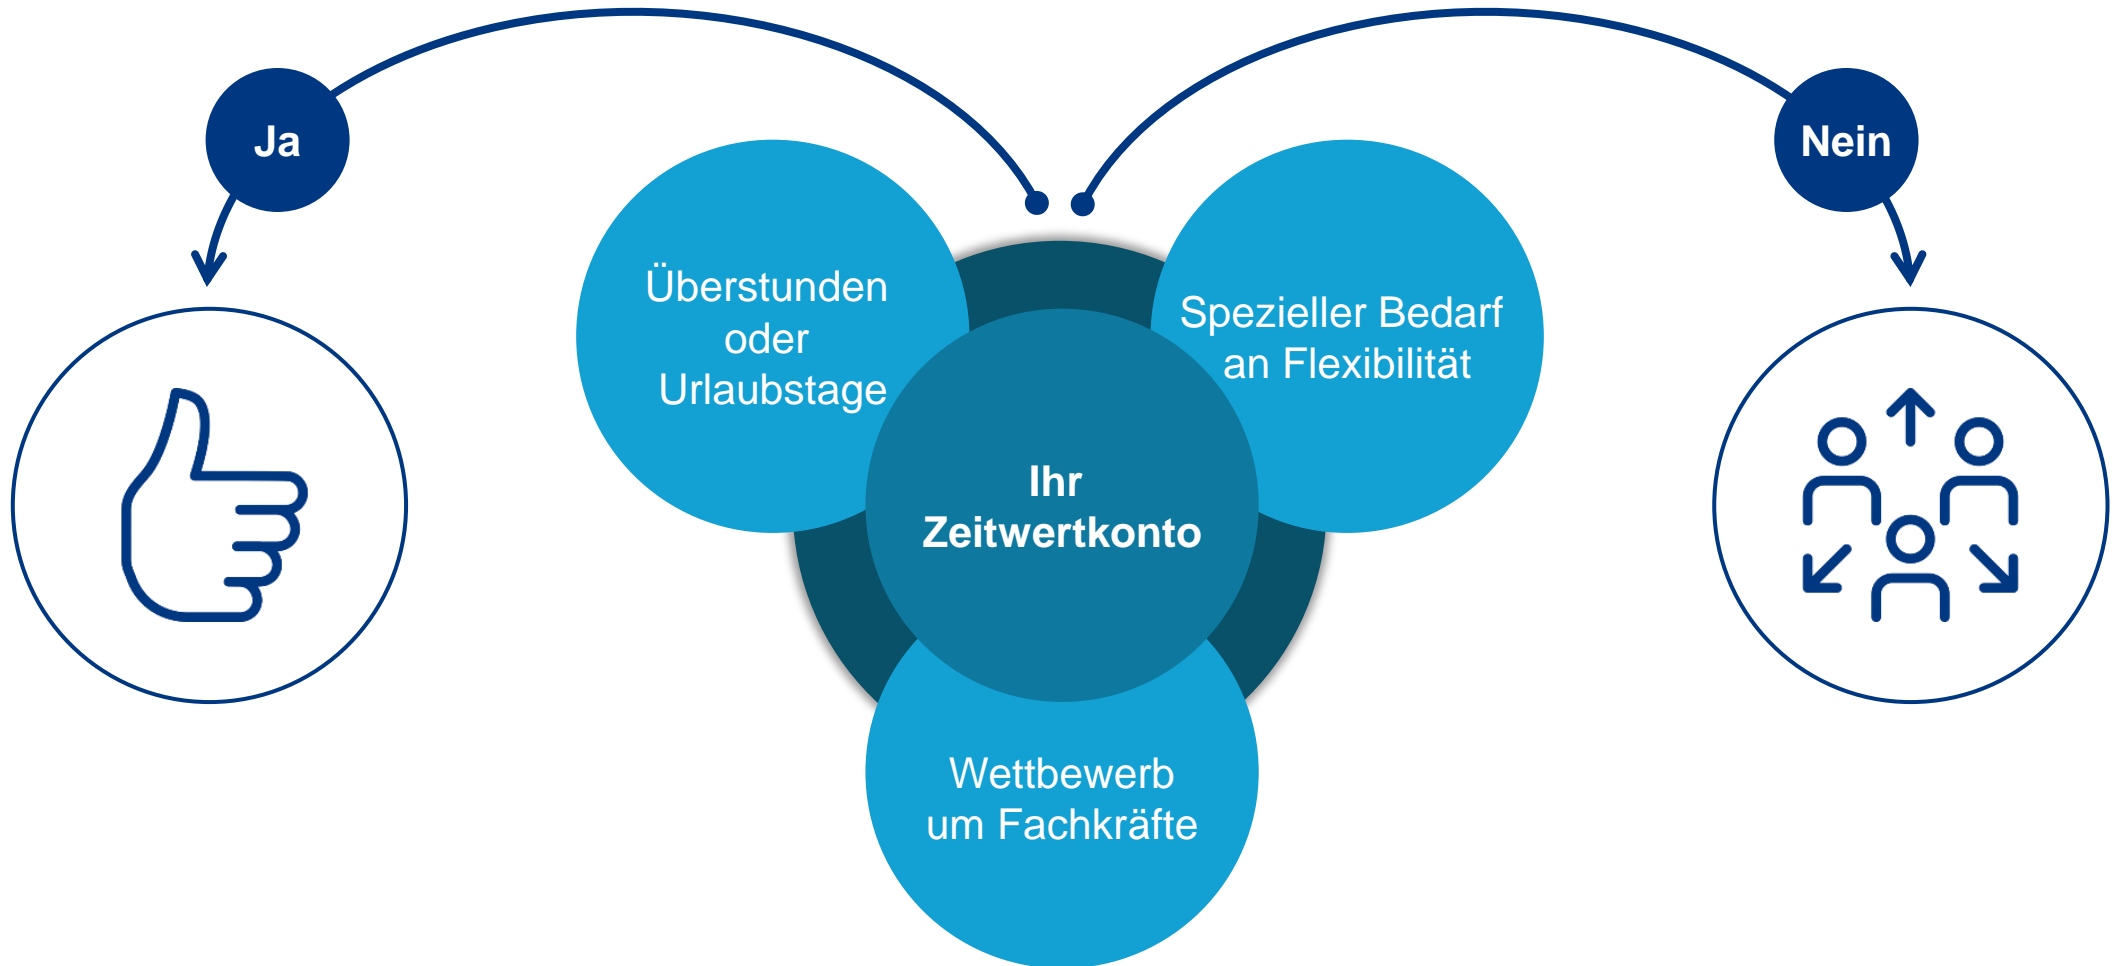 Ja
Nein
Überstunden
oder
Urlaubstage
Spezieller Bedarf
an Flexibilität
Ihr
Zeitwertkonto
Wettbewerb
um Fachkräfte